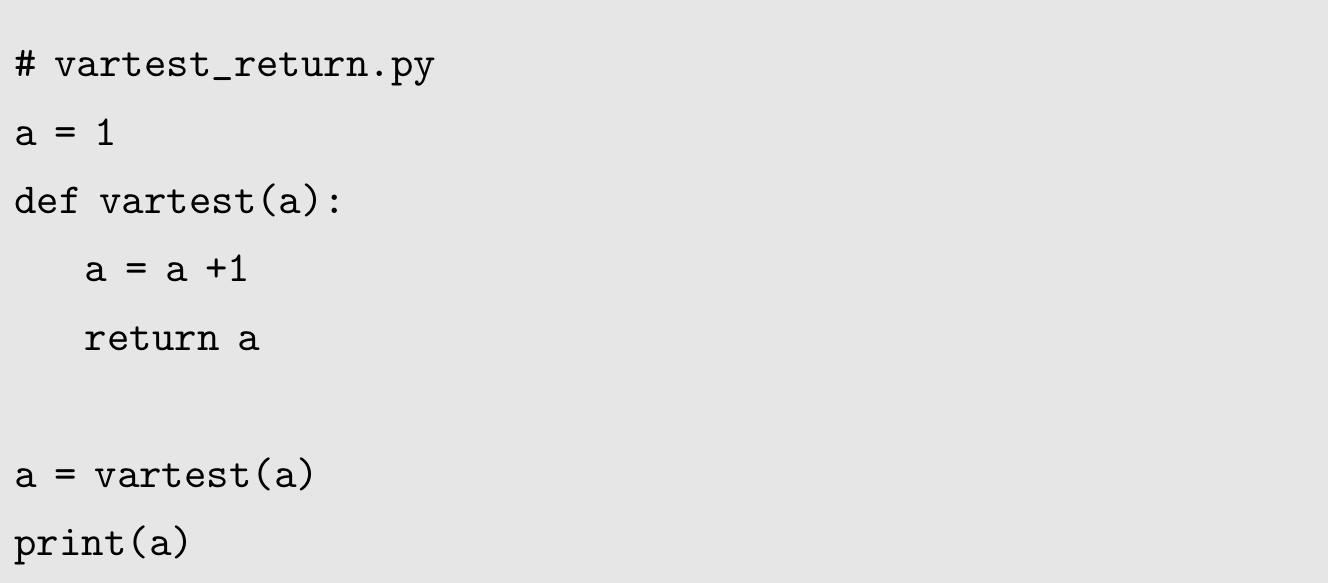 # vartest_return.py
a = 1
def vartest(a):
    a = a +1
    return a

a = vartest(a)
print(a)